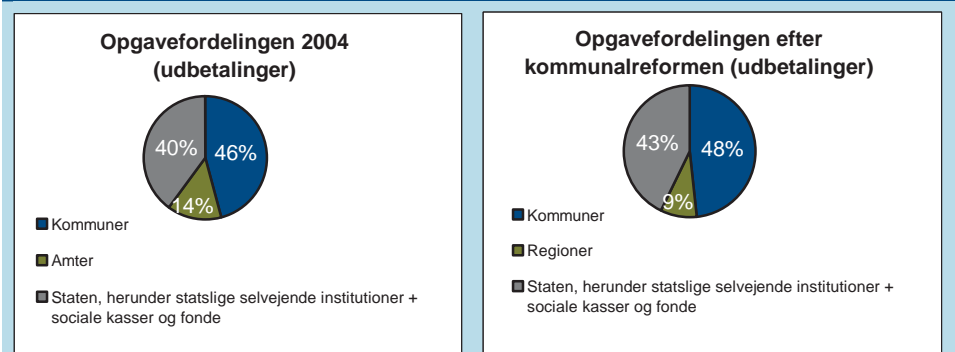 Opgavefordelingen 2004
(udbetalinger)
40%
46%
14%
Kommuner
Amter
Staten, herunder statslige selvejende institutioner +
sociale kasser og fonde
Opgavefordelingen efter
kommunalreformen (udbetalinger)
43%
48%
9%
Kommuner
Regioner
Staten, herunder statslige selvejende institutioner +
sociale kasser og fonde